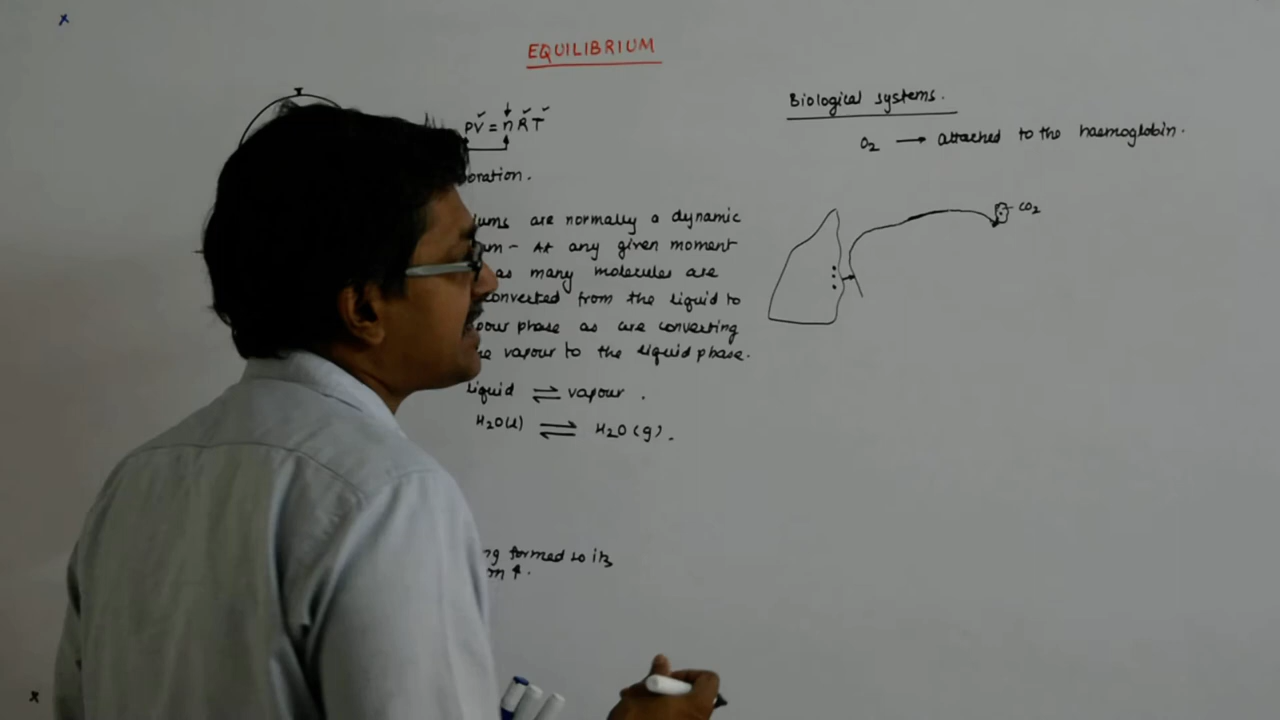 EQUILIBRIUM
PV = nRT
oration.
iums are normally a dynamic
um - At any given moment
as many molecules are
converted from the liquid to
pour phase as are converting
vapour to the liquid phase.
Liquid ⇌ vapour .
H₂O(l) ⇌ H₂O(g).
ng formed so its
m ↑.
Biological systems.
O₂ → attached to the haemoglobin.
CO₂